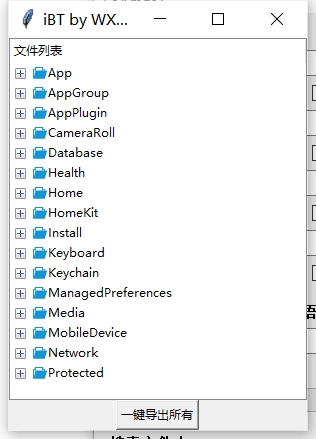 iBT by WX...
文件列表
App
AppGroup
AppPlugin
CameraRoll
Database
Health
Home
HomeKit
Install
Keyboard
Keychain
ManagedPreferences
Media
MobileDevice
Network
Protected
一键导出所有